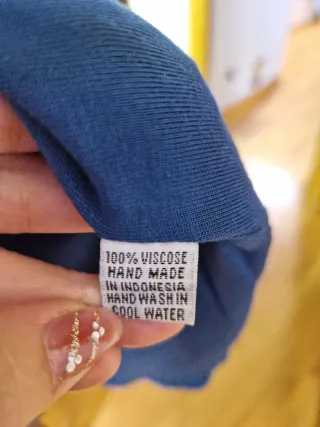 100% VISCOSE
HAND MADE
IN INDONESIA
HAND WASH IN
COOL WATER